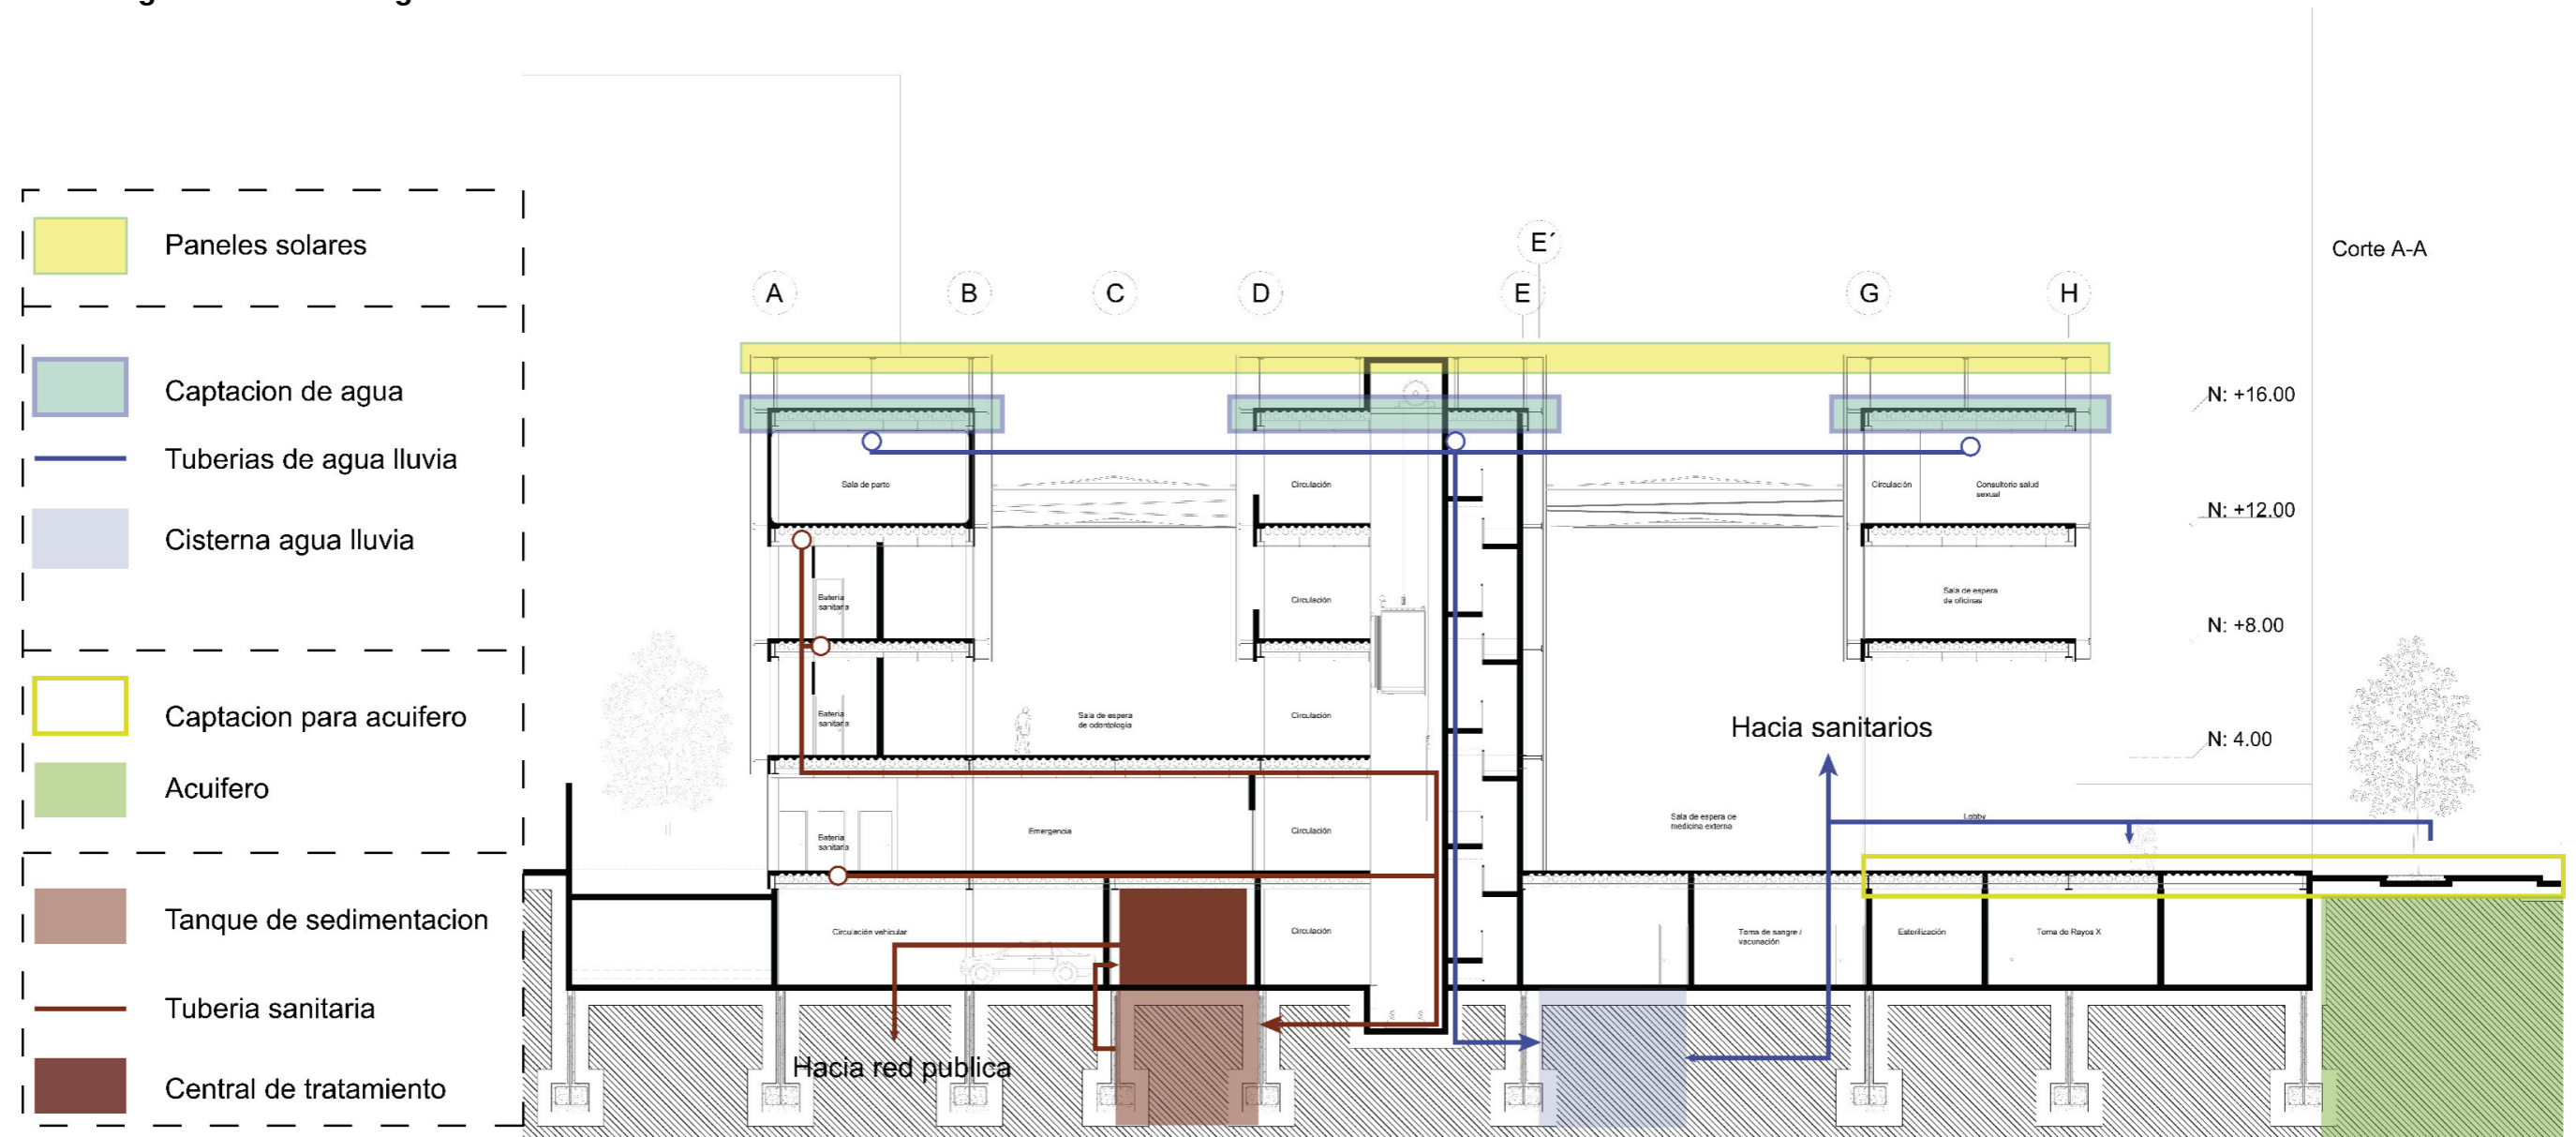 Paneles solares
Captacion de agua
Tuberias de agua lluvia
Cisterna agua lluvia
Captacion para acuifero
Acuifero
Tanque de sedimentacion
Tuberia sanitaria
Central de tratamiento
E´
Corte A-A
A
B
C
D
E
G
H
N: +16.00
Sala de parto
Circulación
Circulación
Consultorio salud
sexual
N: +12.00
Bateria
sanitaria
Circulación
Sala de espera
de oficinas
N: +8.00
Bateria
sanitaria
Sala de espera
de odontología
Circulación
Hacia sanitarios
N: 4.00
Bateria
sanitaria
Emergencia
Circulación
Sala de espera de
medicina externa
Lobby
Circulación vehicular
Circulación
Toma de sangre /
vacunación
Esterilización
Toma de Rayos X
Hacia red publica